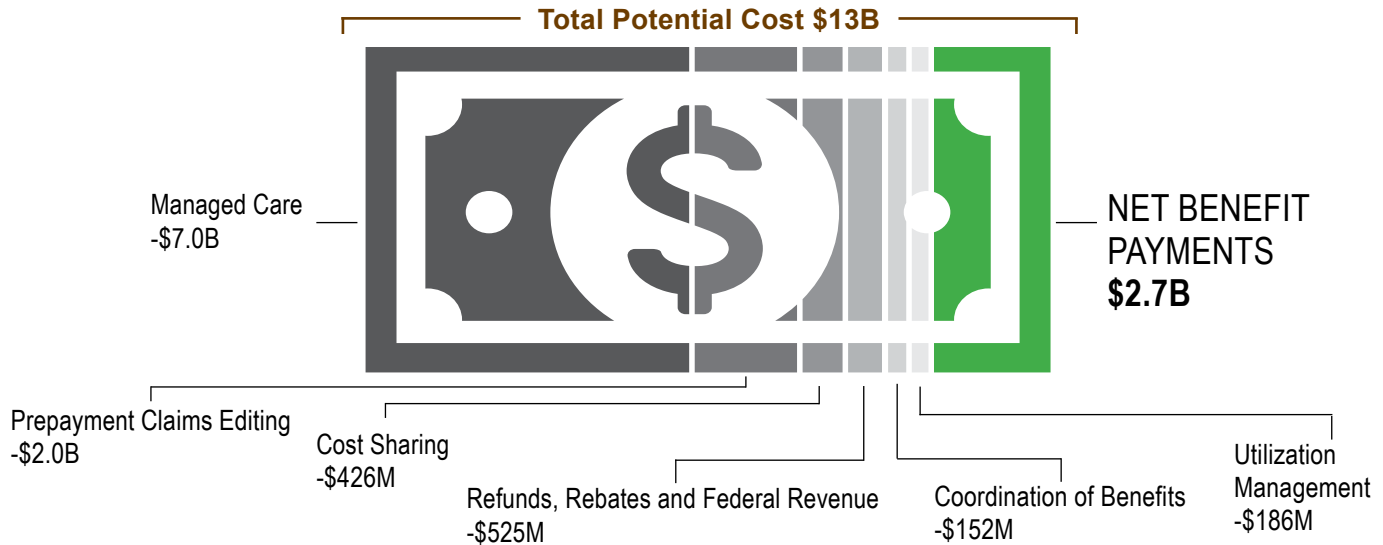 Total Potential Cost $13B
$
Managed Care
-$7.0B
NET BENEFIT
PAYMENTS
$2.7B
Prepayment Claims Editing
-$2.0B
Cost Sharing
-$426M
Refunds, Rebates and Federal Revenue
-$525M
Coordination of Benefits
-$152M
Utilization
Management
-$186M